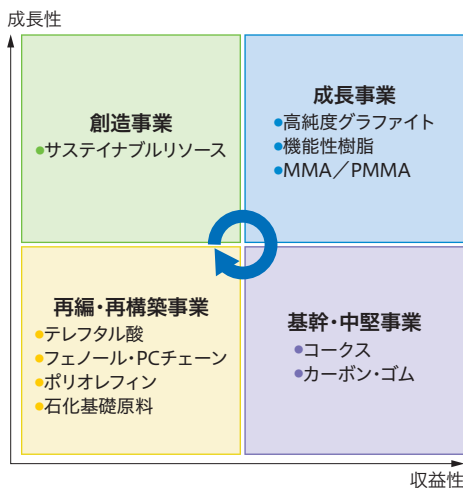 成長性
創造事業
●サステイナブルリソース
成長事業
●高純度グラファイト
●機能性樹脂
●MMA／PMMA
再編・再構築事業
●テレフタル酸
●フェノール・PCチェーン
●ポリオレフィン
●石化基礎原料
基幹・中堅事業
●コークス
●カーボン・ゴム
収益性